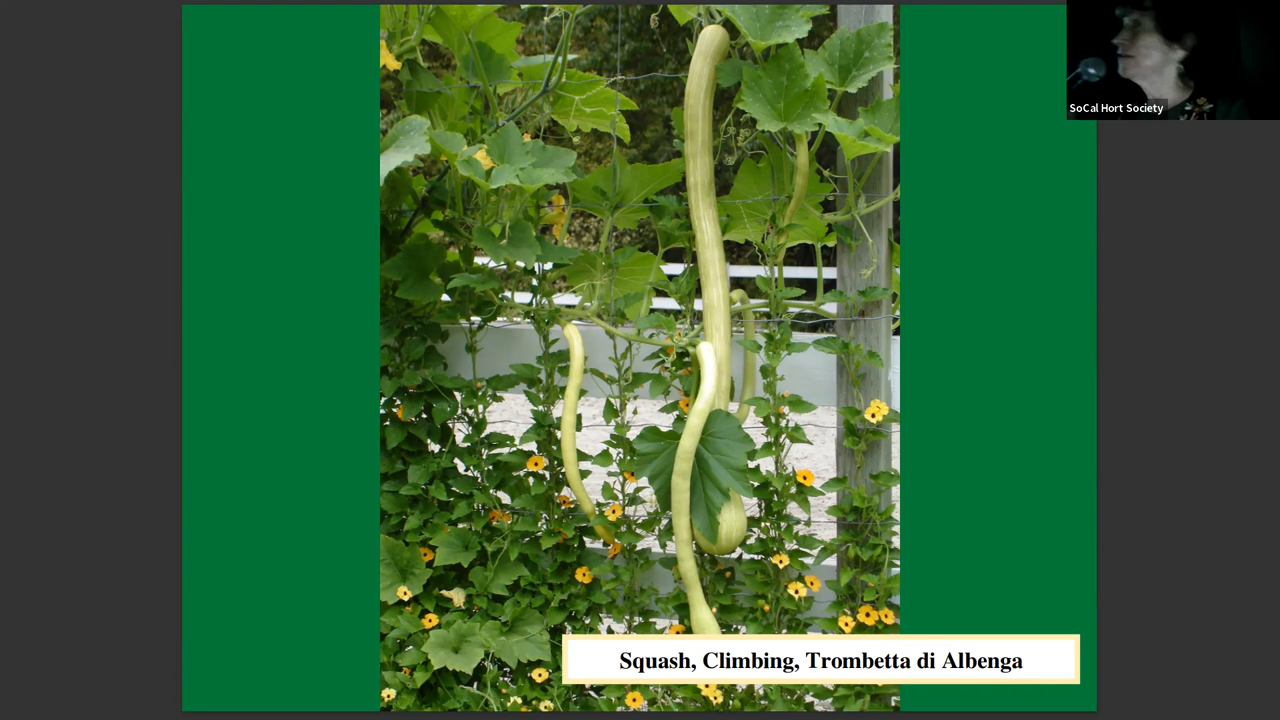 SoCal Hort Society
Squash, Climbing, Trombetta di Albenga